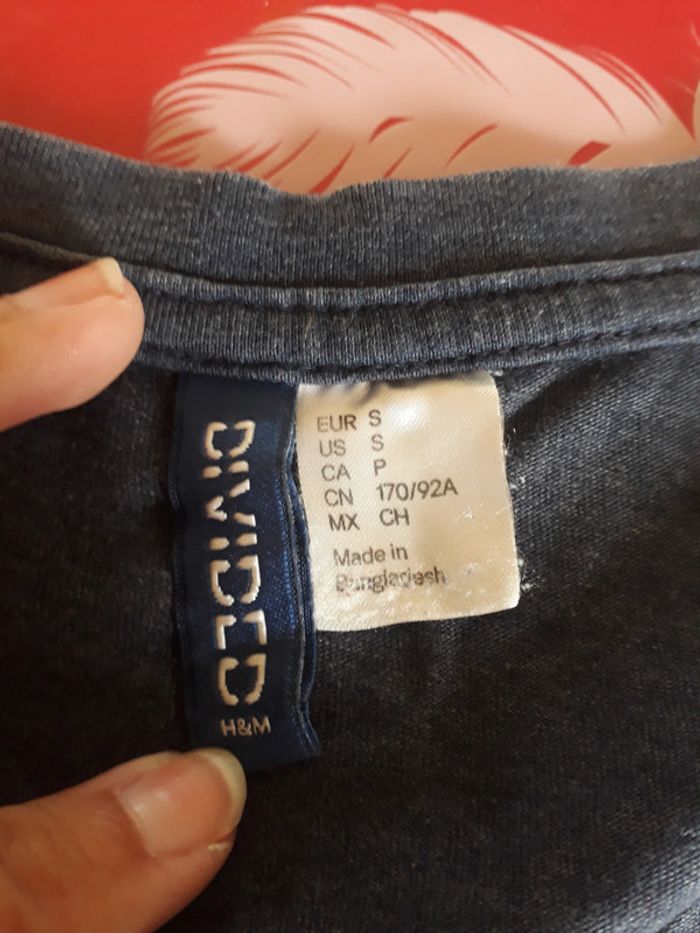 DIVIDED
H&M
EUR S
US S
CA P
CN 170/92A
MX CH
Made in
Bangladesh